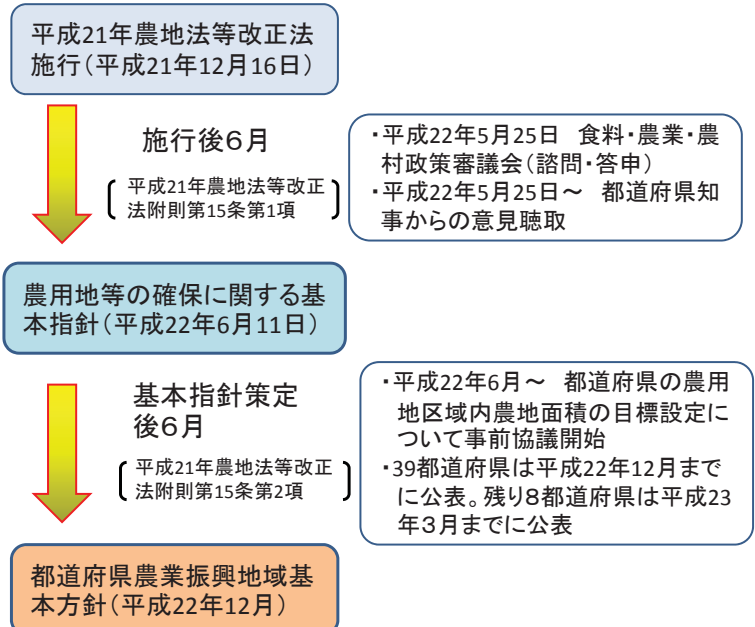 平成21年農地法等改正法
施行(平成21年12月16日)
施行後6月
平成21年農地法等改正
法附則第15条第1項
・平成22年5月25日 食料・農業・農
村政策審議会(諮問・答申)
・平成22年5月25日～ 都道府県知
事からの意見聴取
農用地等の確保に関する基
本指針(平成22年6月11日)
基本指針策定
後6月
平成21年農地法等改正
法附則第15条第2項
・平成22年6月～ 都道府県の農用
地区域内農地面積の目標設定に
ついて事前協議開始
・39都道府県は平成22年12月まで
に公表。残り8都道府県は平成23
年3月までに公表
都道府県農業振興地域基
本方針(平成22年12月)